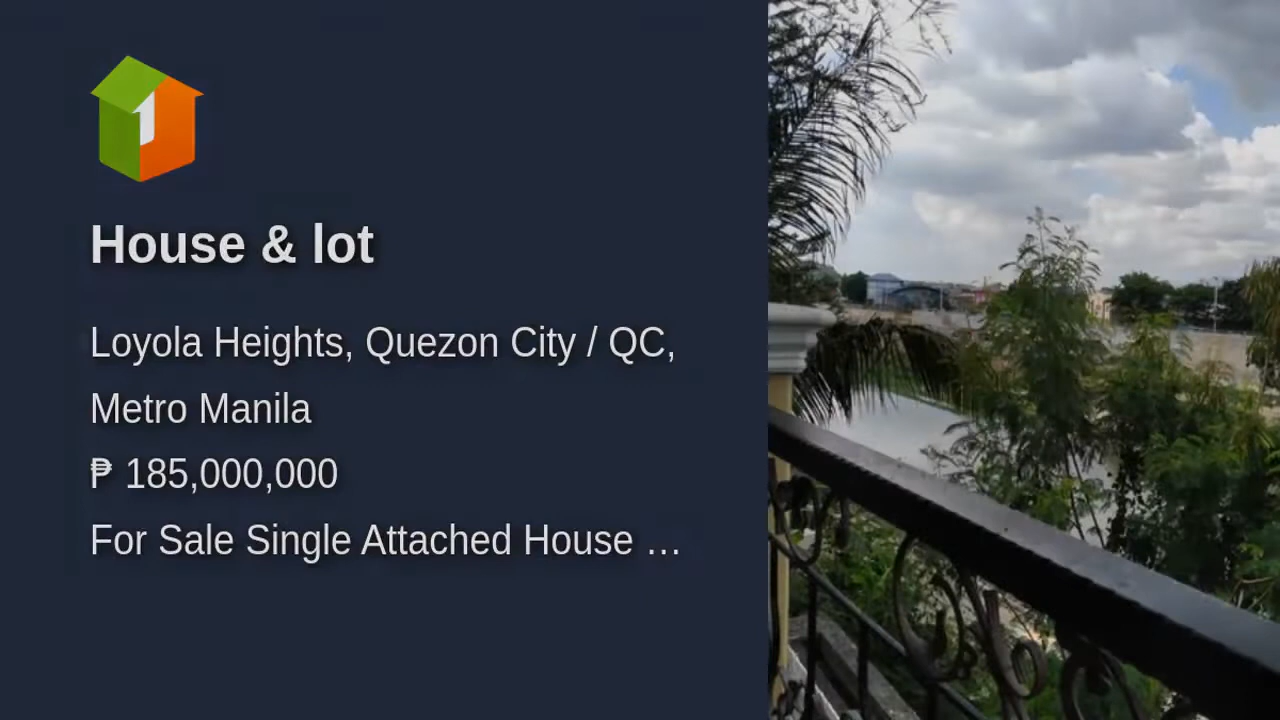 House & lot
Loyola Heights, Quezon City / QC,
Metro Manila
₱ 185,000,000
For Sale Single Attached House …